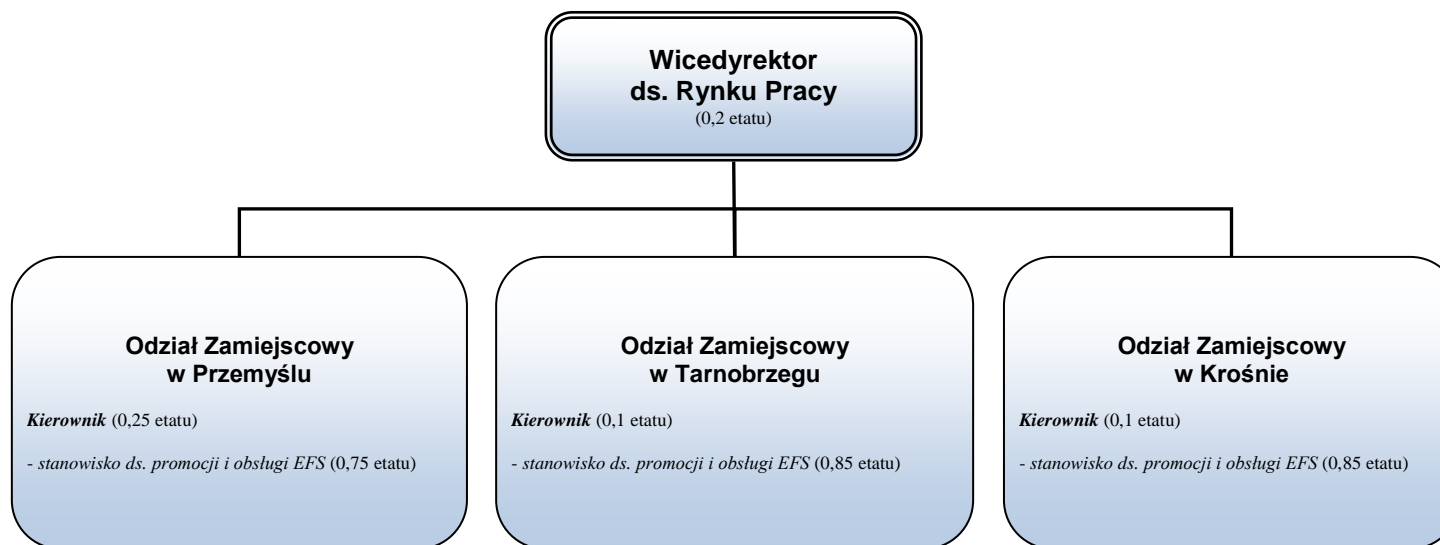 Wicedyrektor
ds. Rynku Pracy
(0,2 etatu)
Odział Zamiejscowy
w Przemyślu
Kierownik (0,25 etatu)
- stanowisko ds. promocji i obsługi EFS (0,75 etatu)
Odział Zamiejscowy
w Tarnobrzegu
Kierownik (0,1 etatu)
- stanowisko ds. promocji i obsługi EFS (0,85 etatu)
Odział Zamiejscowy
w Krośnie
Kierownik (0,1 etatu)
- stanowisko ds. promocji i obsługi EFS (0,85 etatu)